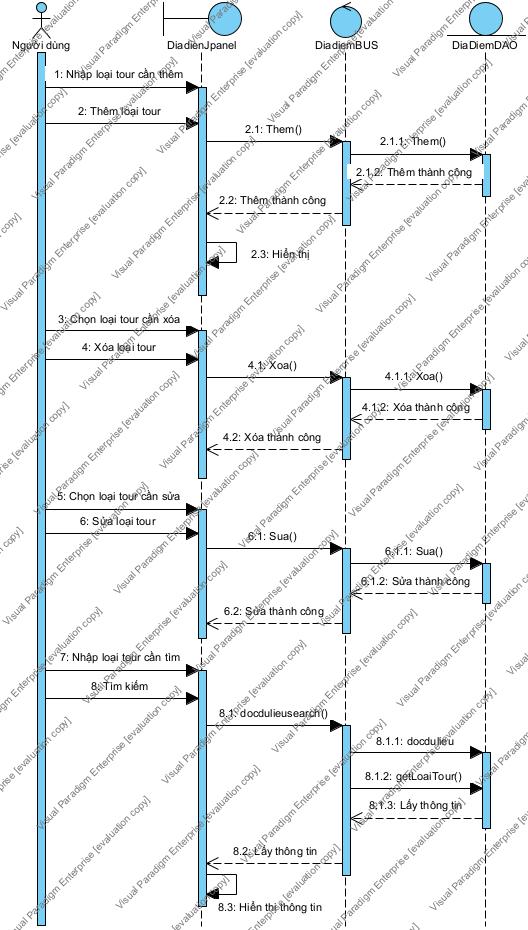 Người dùng
DiadienJpanel
DiadiemBUS
DiaDiemDAO
1: Nhập loại tour cần thêm
2: Thêm loại tour
2.1: Them()
2.1.1: Them()
2.1.2: Thêm thành công
2.2: Thêm thành công
2.3: Hiển thị
3: Chọn loại tour cần xóa
4: Xóa loại tour
4.1: Xoa()
4.1.1: Xoa()
4.1.2: Xóa thành công
4.2: Xóa thành công
5: Chọn loại tour cần sửa
6: Sửa loại tour
6.1: Sua()
6.1.1: Sua()
6.1.2: Sửa thành công
6.2: Sửa thành công
7: Nhập loại tour cần tìm
8: Tìm kiếm
8.1: docdulieusearch()
8.1.1: docdulieu
8.1.2: getLoaiTour()
8.1.3: Lấy thông tin
8.2: Lấy thông tin
8.3: Hiển thị thông tin
Visual Paradigm Enterprise [evaluation copy]